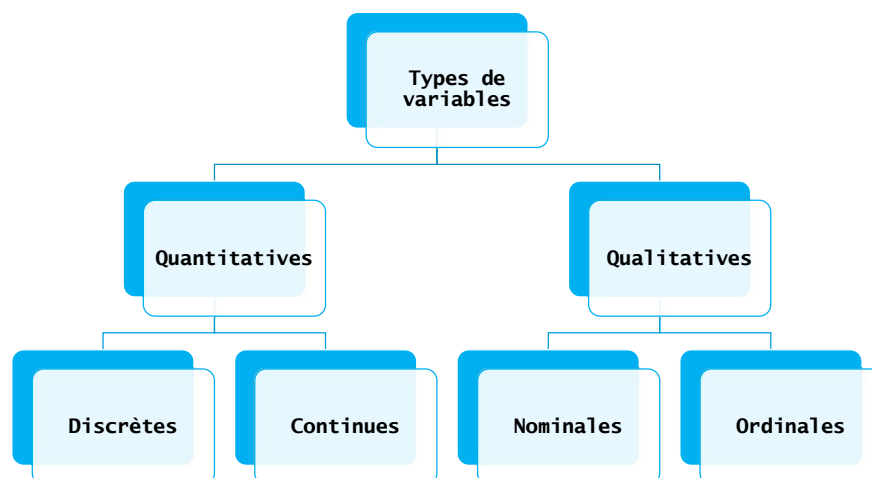 Types de
variables
Quantitatives
Qualitatives
Discrètes
Continues
Nominales
Ordinales